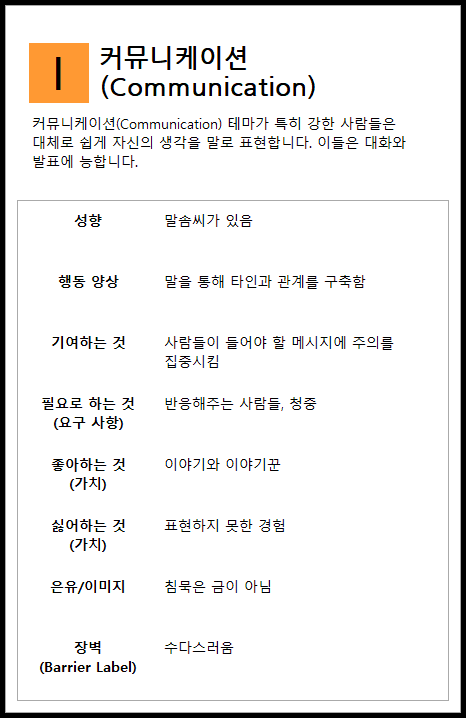 I
커뮤니케이션
(Communication)
커뮤니케이션(Communication) 테마가 특히 강한 사람들은
대체로 쉽게 자신의 생각을 말로 표현합니다. 이들은 대화와
발표에 능합니다.
성향 말솜씨가 있음
행동 양상 말을 통해 타인과 관계를 구축함
기여하는 것 사람들이 들어야 할 메시지에 주의를
집중시킴
필요로 하는 것 반응해주는 사람들, 청중
(요구 사항)
좋아하는 것 이야기와 이야기꾼
(가치)
싫어하는 것 표현하지 못한 경험
(가치)
은유/이미지 침묵은 금이 아님
장벽 수다스러움
(Barrier Label)